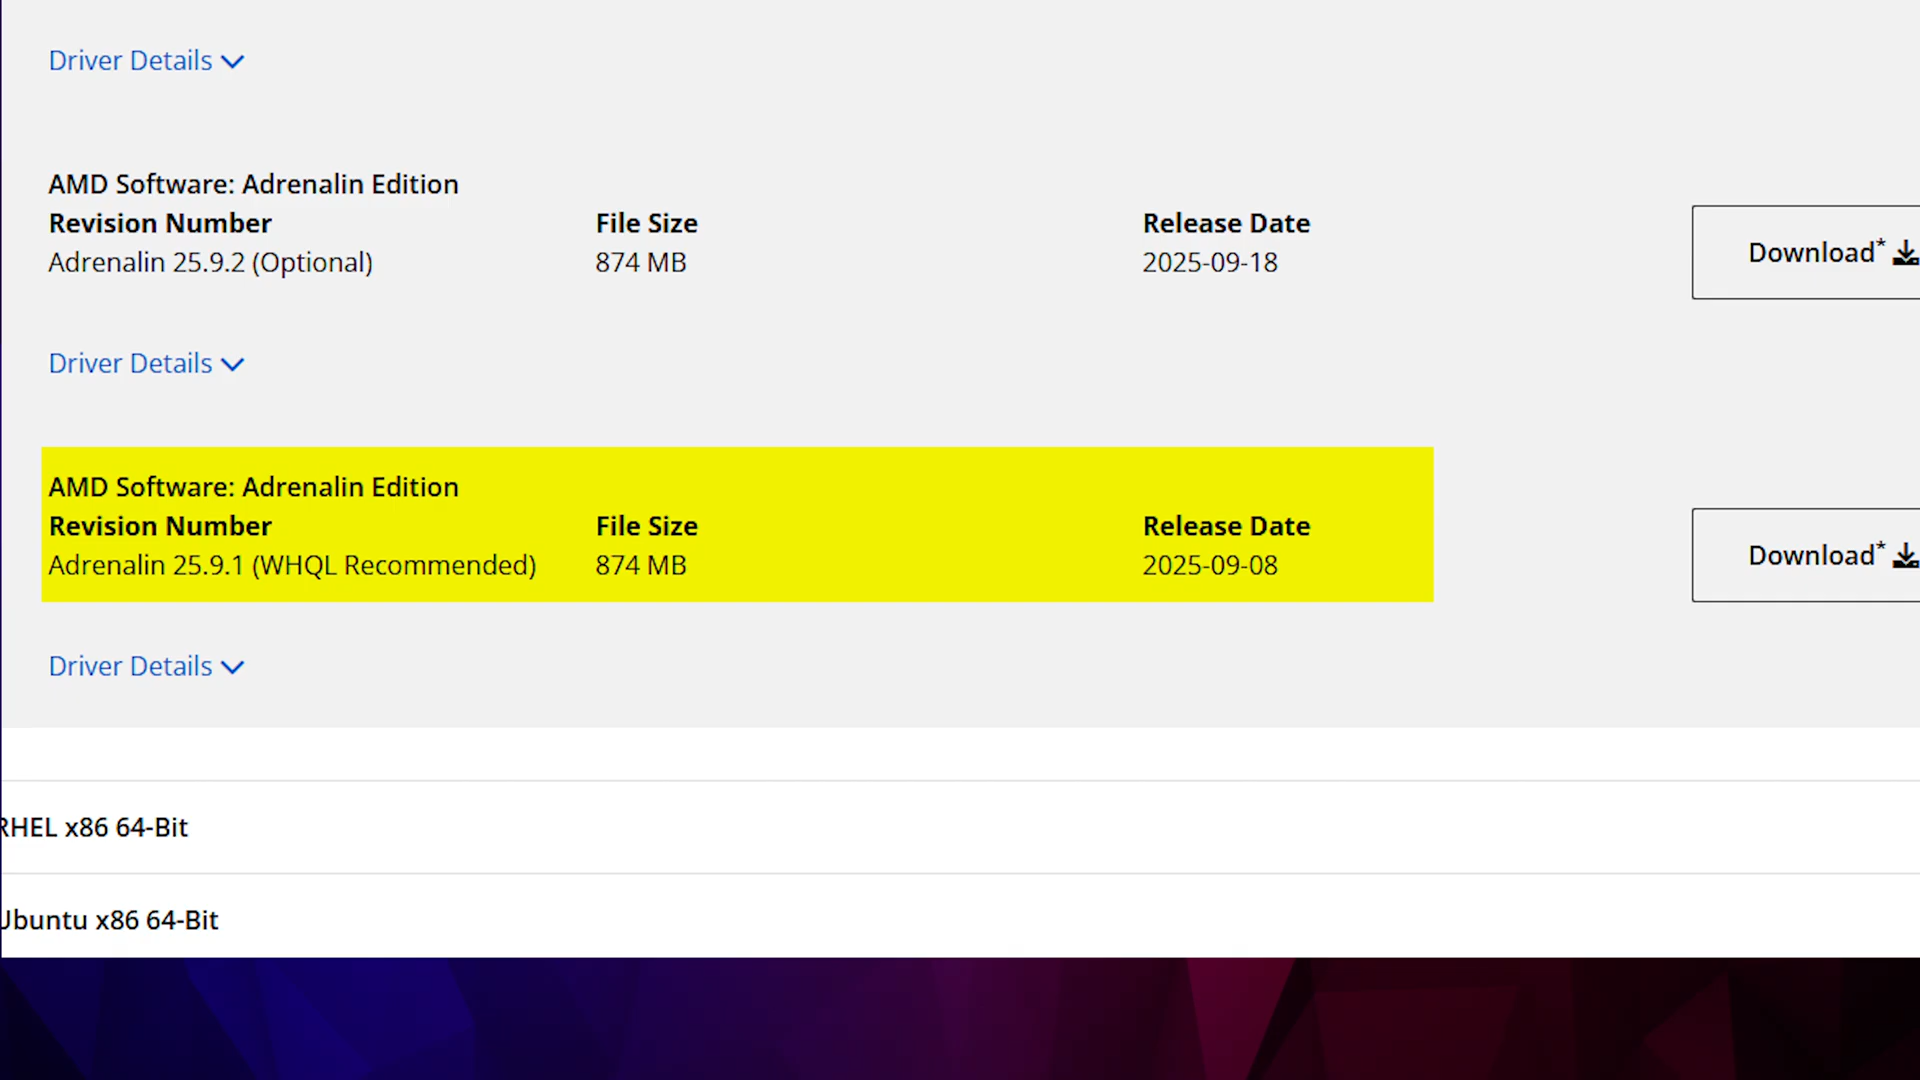 Driver Details
AMD Software: Adrenalin Edition
Revision Number File Size Release Date
Adrenalin 25.9.2 (Optional) 874 MB 2025-09-18
Download*
Driver Details
AMD Software: Adrenalin Edition
Revision Number File Size Release Date
Adrenalin 25.9.1 (WHQL Recommended) 874 MB 2025-09-08
Download*
Driver Details
RHEL x86 64-Bit
Ubuntu x86 64-Bit